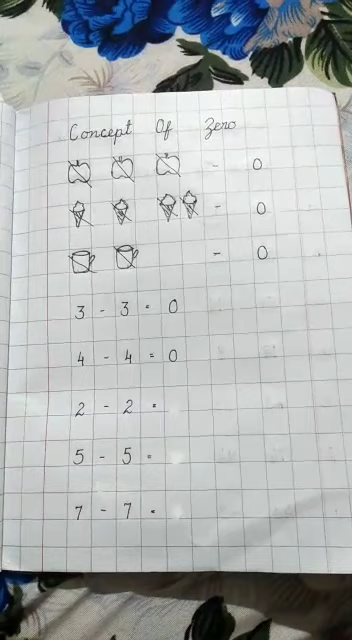 Concept Of Zero
- 0
- 0
- 0
3 - 3 = 0
4 - 4 = 0
2 - 2 =
5 - 5 =
7 - 7 =